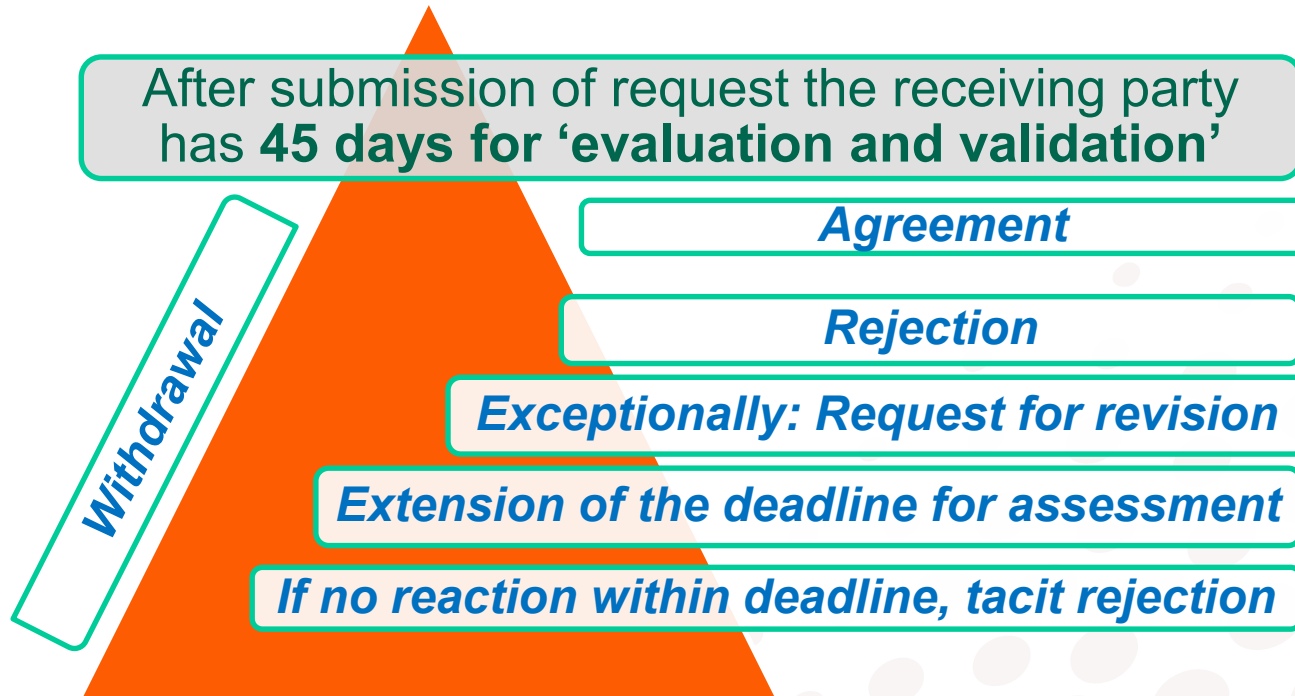 After submission of request the receiving party
has 45 days for ‘evaluation and validation’
Agreement
Withdrawal
Rejection
Exceptionally: Request for revision
Extension of the deadline for assessment
If no reaction within deadline, tacit rejection